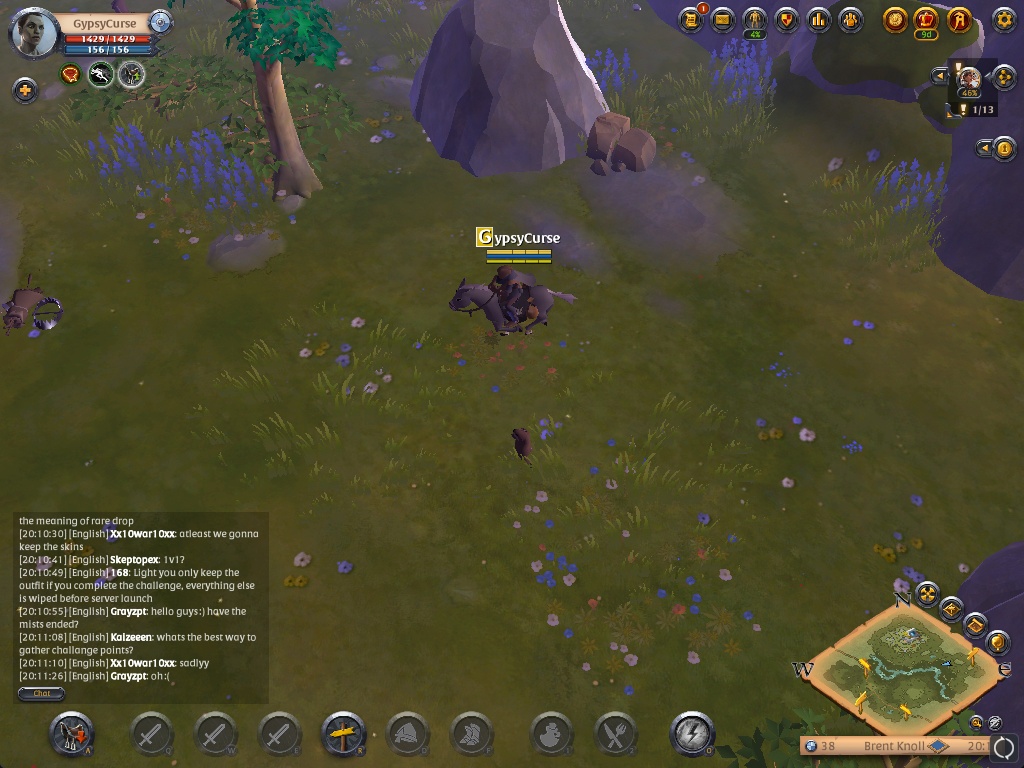 GypsyCurse
1429 / 1429
156 / 156
1
4%
9d
46%
1/13
GypsyCurse
the meaning of rare drop
[20:10:30] [English] Xx10war10xx: atleast we gonna
keep the skins
[20:10:41] [English] Skeptopex: 1v1?
[20:10:49] [English] 168: Light you only keep the
outfit if you complete the challenge, everything else
is wiped before server launch
[20:10:55] [English] Grayzpt: hello guys:) have the
mists ended?
[20:11:08] [English] Kaizeeen: whats the best way to
gather challange points?
[20:11:10] [English] Xx10war10xx: sadlyy
[20:11:26] [English] Grayzpt: oh:(
Chat
N
W
E
A
Q
W
E
R
D
F
O
38 Brent Knoll 20: